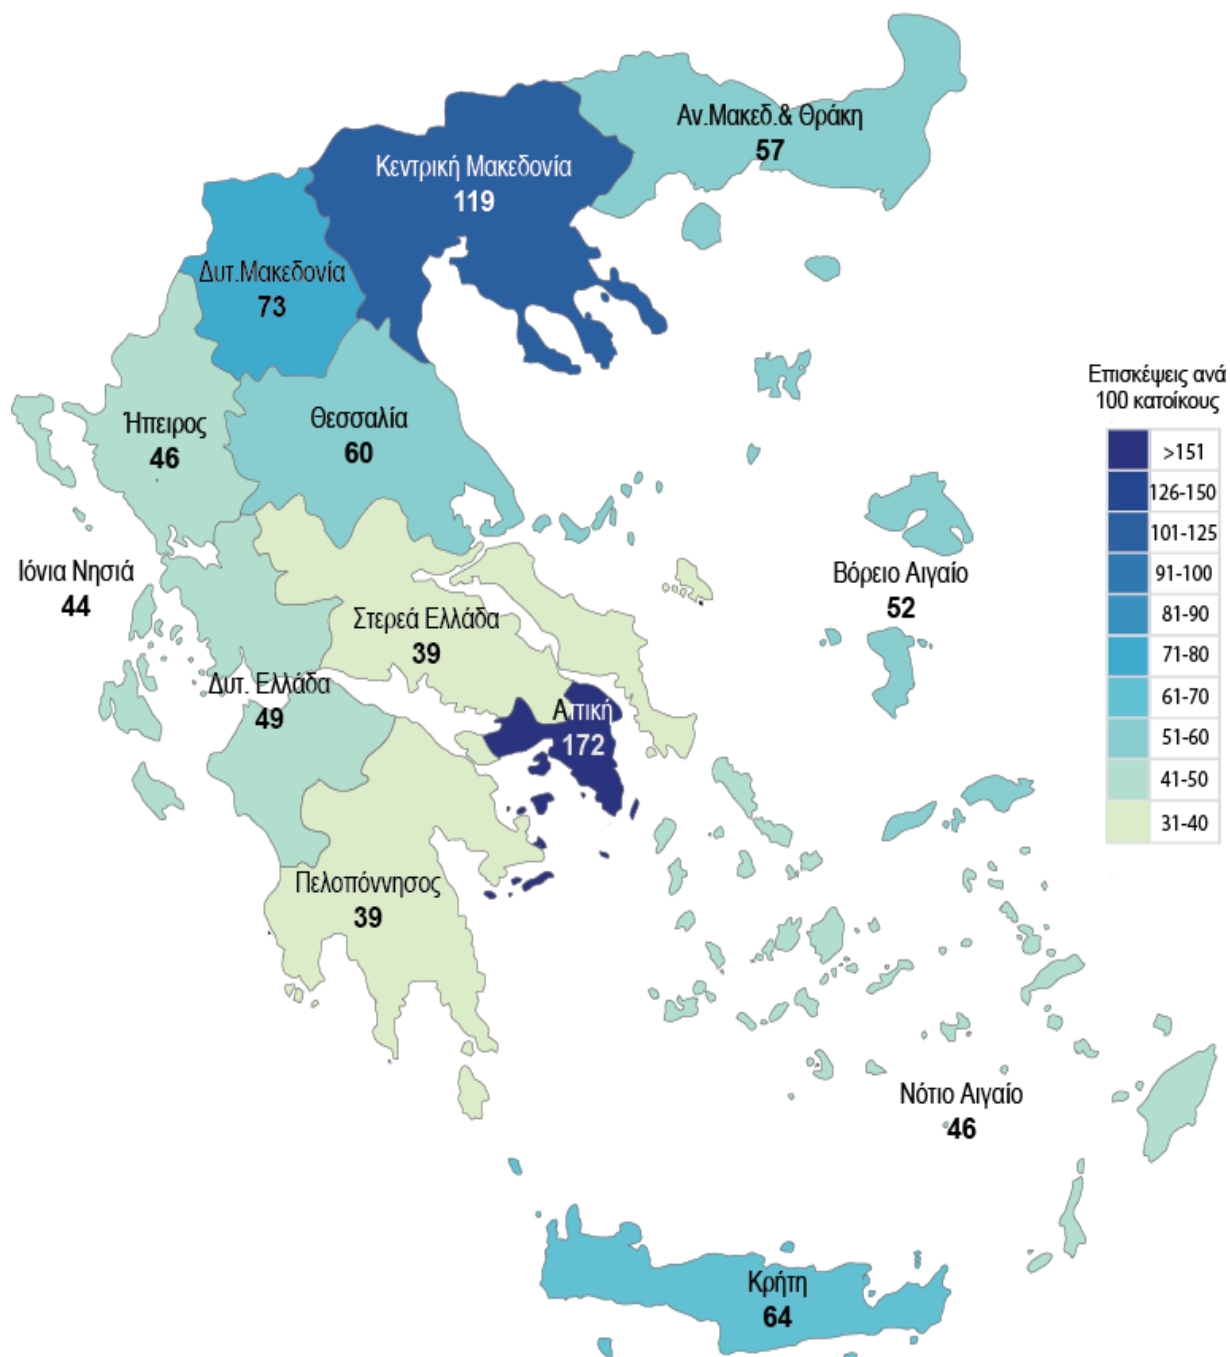 Αν.Μακεδ.& Θράκη
57
Κεντρική Μακεδονία
119
Δυτ.Μακεδονία
73
Ήπειρος
46
Θεσσαλία
60
Ιόνια Νησιά
44
Στερεά Ελλάδα
39
Βόρειο Αιγαίο
52
Δυτ. Ελλάδα
49
Αττική
172
Πελοπόννησος
39
Νότιο Αιγαίο
46
Κρήτη
64
Επισκέψεις ανά
100 κατοίκους
>151
126-150
101-125
91-100
81-90
71-80
61-70
51-60
41-50
31-40